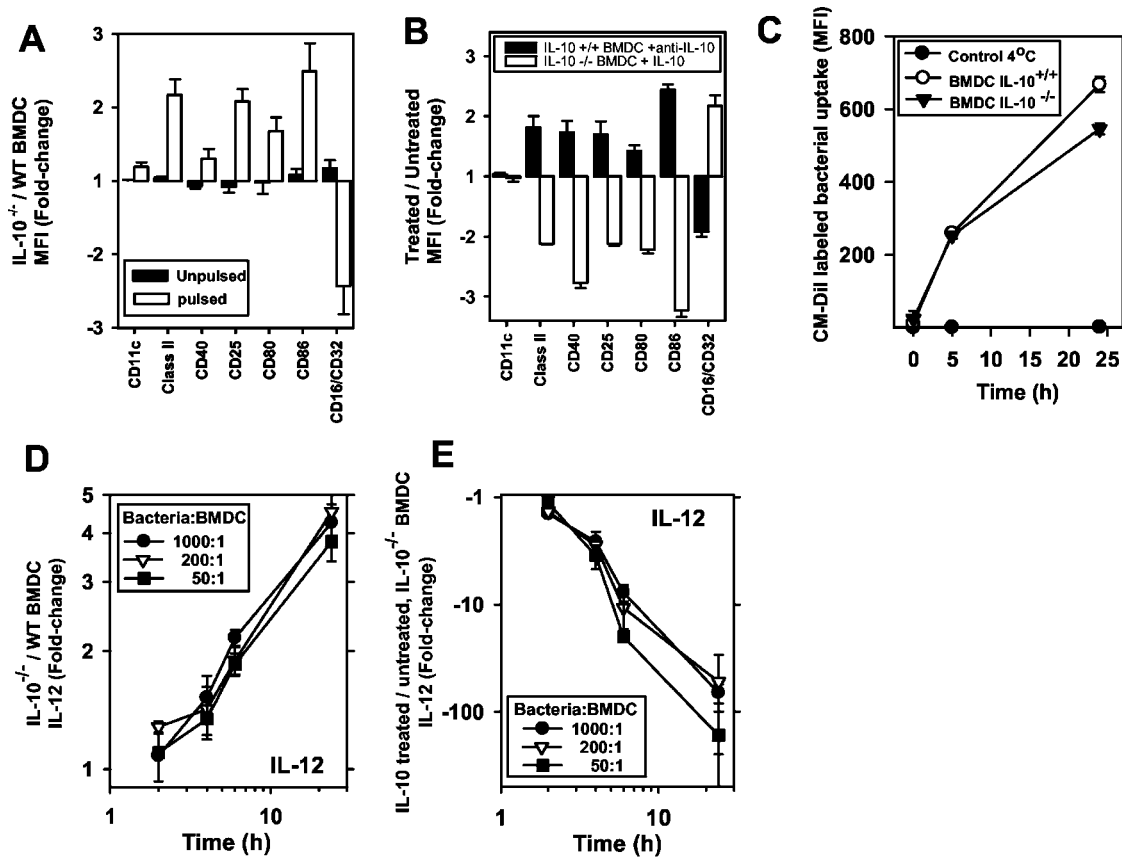 A
IL-10-/- / WT BMDC
MFI (Fold-change)
3
2
1
-2
-3
Unpulsed
pulsed
CD11c
Class II
CD40
CD25
CD80
CD86
CD16/CD32
B
Treated / Untreated
MFI (Fold-change)
3
2
1
-2
-3
IL-10 +/+ BMDC +anti-IL-10
IL-10 -/- BMDC + IL-10
CD11c
Class II
CD40
CD25
CD80
CD86
CD16/CD32
C
CM-DiI labeled bacterial uptake (MFI)
800
600
400
200
Control 4°C
BMDC IL-10+/+
BMDC IL-10-/-
0 5 10 15 20 25
Time (h)
D
IL-10-/- / WT BMDC
IL-12 (Fold-change)
5
4
3
2
1
Bacteria:BMDC
1000:1
200:1
50:1
IL-12
1 10
Time (h)
E
IL-10 treated / untreated, IL-10-/- BMDC
IL-12 (Fold-change)
-1
-10
-100
IL-12
Bacteria:BMDC
1000:1
200:1
50:1
1 10
Time (h)